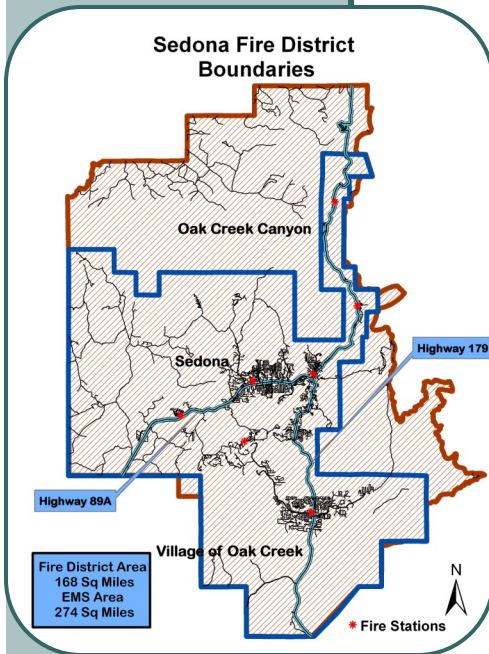 Sedona Fire District
Boundaries
Oak Creek Canyon
Highway 179
Sedona
Highway 89A
Village of Oak Creek
Fire District Area
168 Sq Miles
EMS Area
274 Sq Miles
N
* Fire Stations